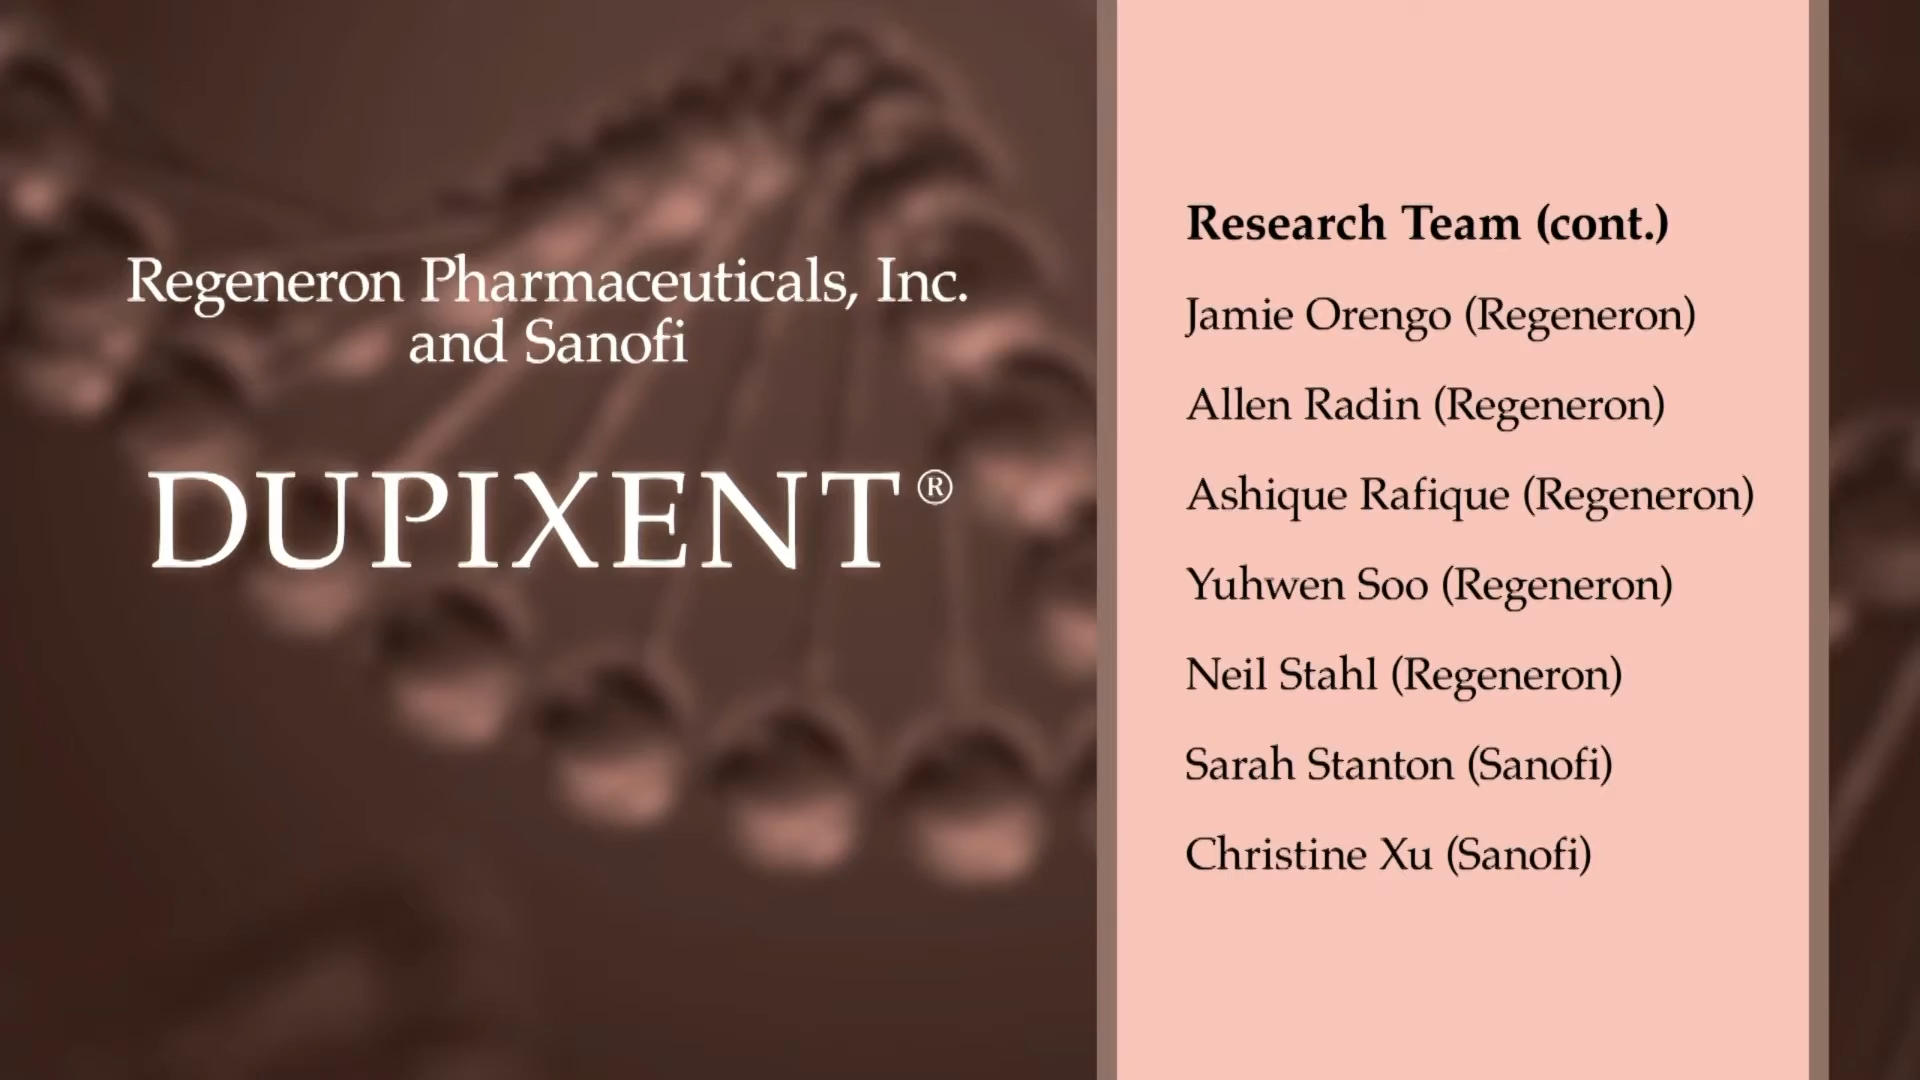 Regeneron Pharmaceuticals, Inc.
and Sanofi
DUPIXENT®
Research Team (cont.)
Jamie Orengo (Regeneron)
Allen Radin (Regeneron)
Ashique Rafique (Regeneron)
Yuhwen Soo (Regeneron)
Neil Stahl (Regeneron)
Sarah Stanton (Sanofi)
Christine Xu (Sanofi)